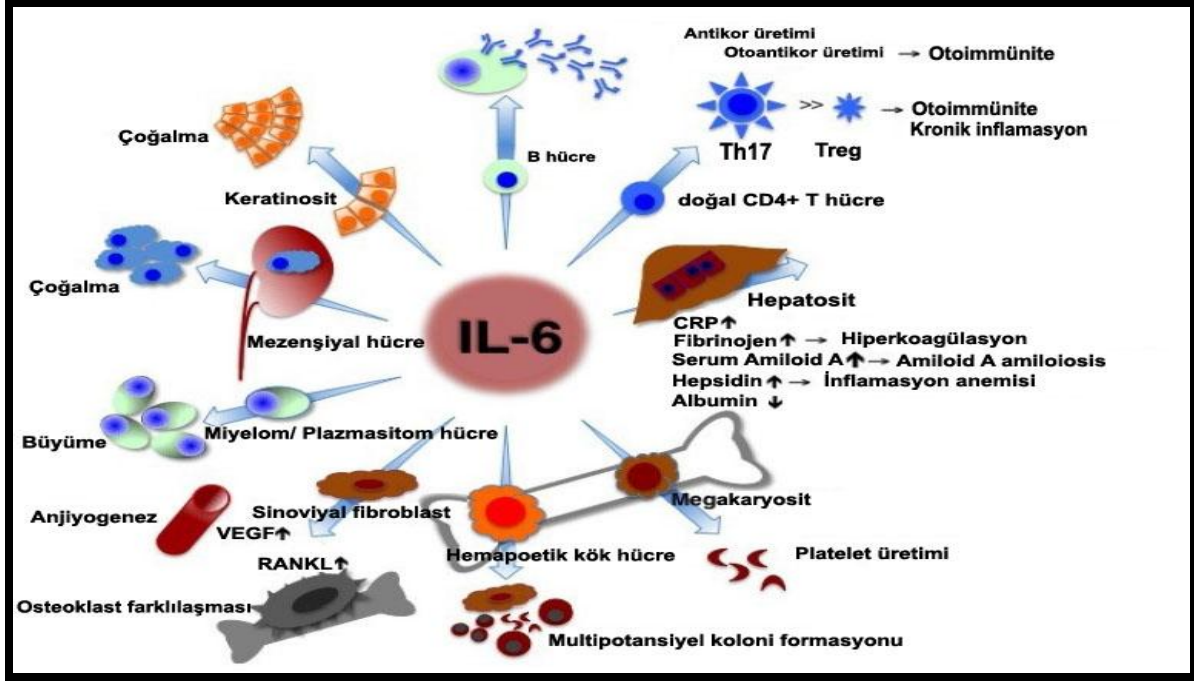 Antikor üretimi
Otoantikor üretimi → Otoimmünite
>> → Otoimmünite
Kronik inflamasyon
Th17 Treg
B hücre
doğal CD4+ T hücre
Çoğalma
Keratinosit
Çoğalma
Mezenşiyal hücre
IL-6
Hepatosit
CRP↑
Fibrinojen↑ → Hiperkoagülasyon
Serum Amiloid A↑→ Amiloid A amiloiosis
Hepsidin↑ → İnflamasyon anemisi
Albumin ↓
Büyüme
Miyelom/ Plazmasitom hücre
Anjiyogenez
VEGF↑
Sinoviyal fibroblast
RANKL↑
Osteoklast farklılaşması
Hemapoetik kök hücre
Multipotansiyel koloni formasyonu
Megakaryosit
Platelet üretimi